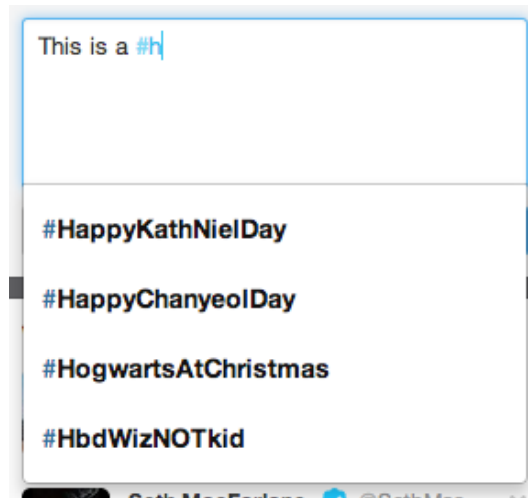 This is a #h
#HappyKathNielDay
#HappyChanyeolDay
#HogwartsAtChristmas
#HbdWizNOTkid